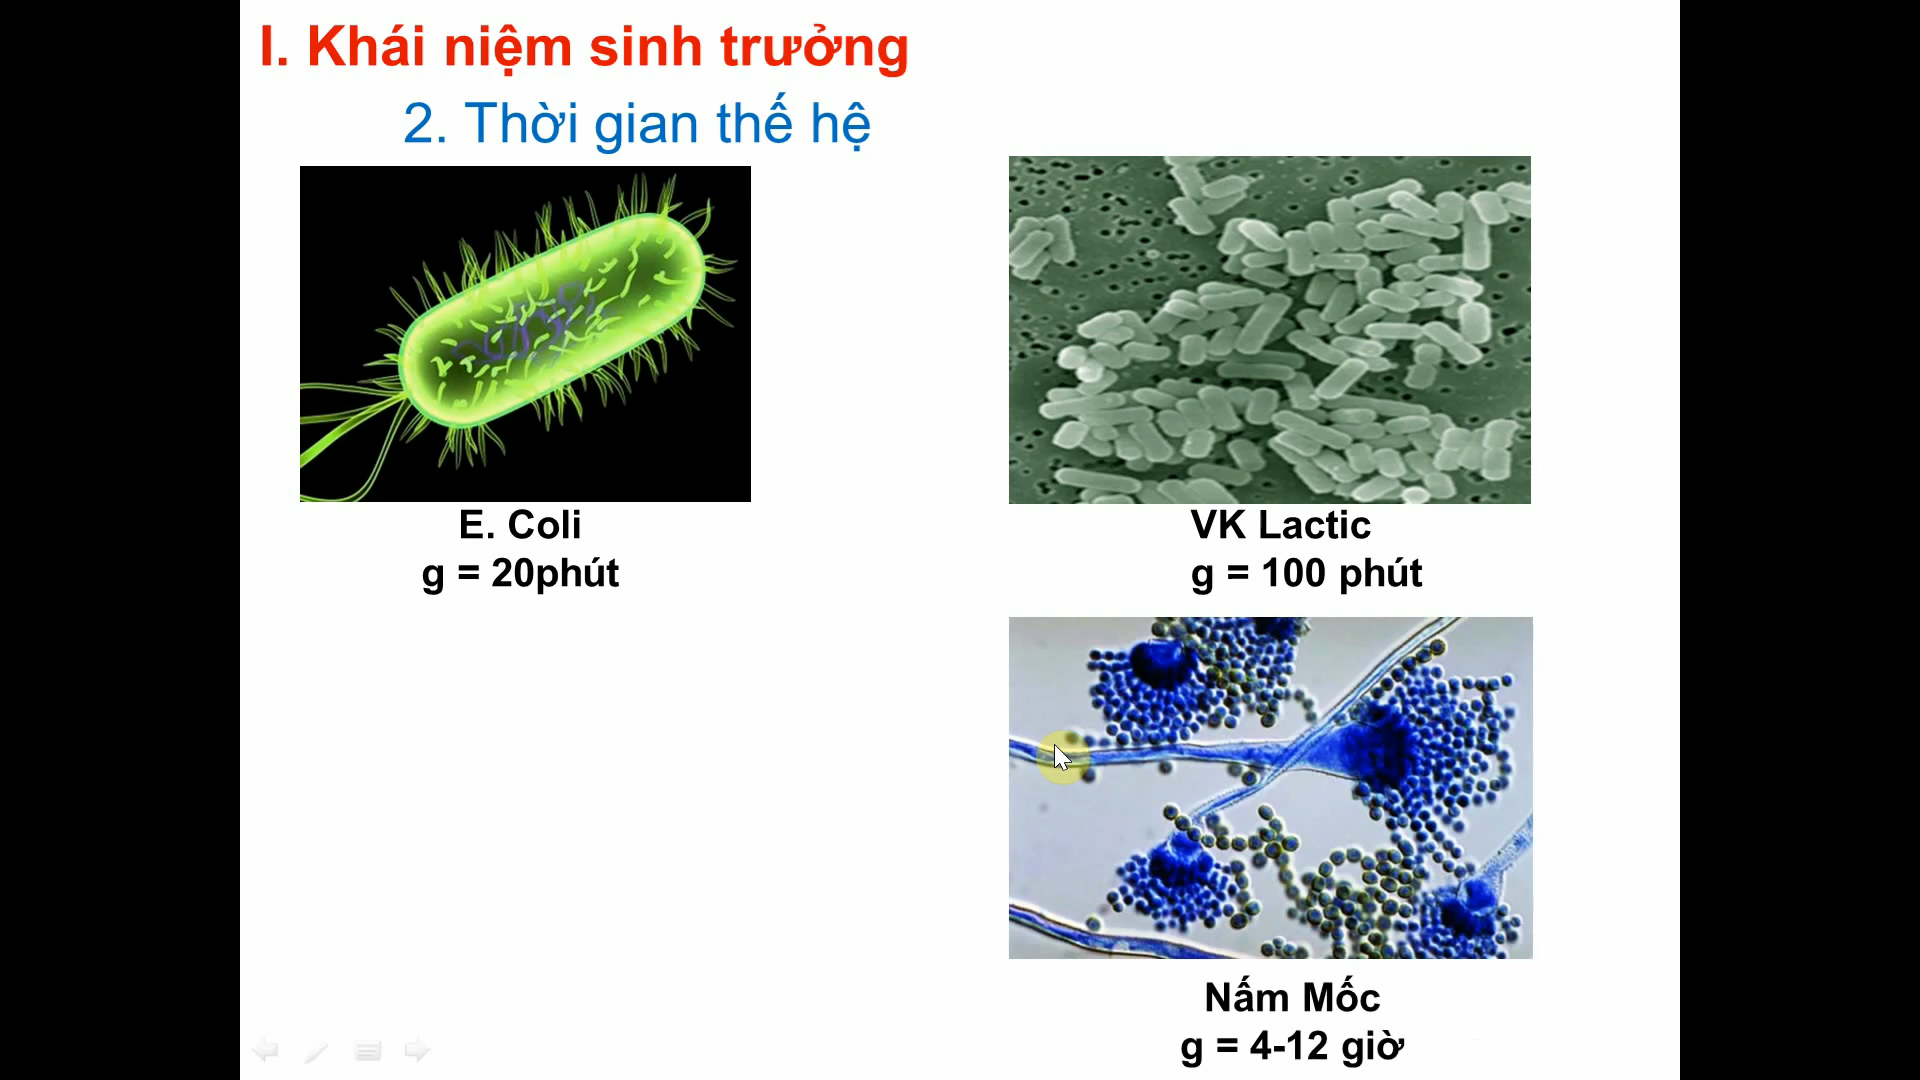 I. Khái niệm sinh trưởng
2. Thời gian thế hệ
E. Coli
g = 20phút
VK Lactic
g = 100 phút
Nấm Mốc
g = 4-12 giờ